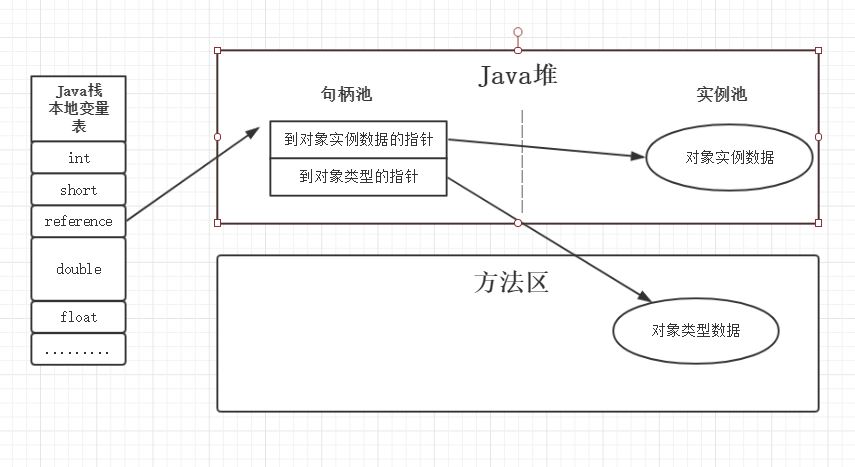 Java栈
本地变量
表
int
short
reference
double
float
.........
Java堆
句柄池
实例池
到对象实例数据的指针
到对象类型的指针
对象实例数据
方法区
对象类型数据